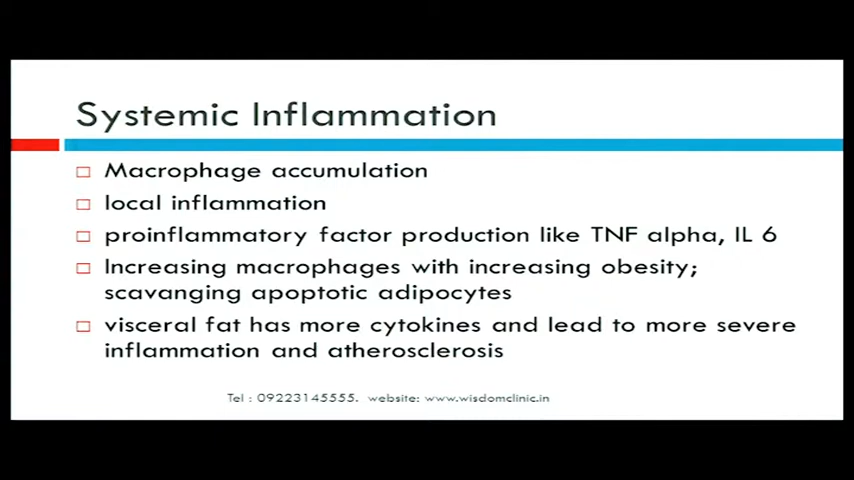 Systemic Inflammation
Macrophage accumulation
local inflammation
proinflammatory factor production like TNF alpha, IL 6
Increasing macrophages with increasing obesity;
scavanging apoptotic adipocytes
visceral fat has more cytokines and lead to more severe
inflammation and atherosclerosis
Tel : 09223145555. website: www.wisdomclinic.in